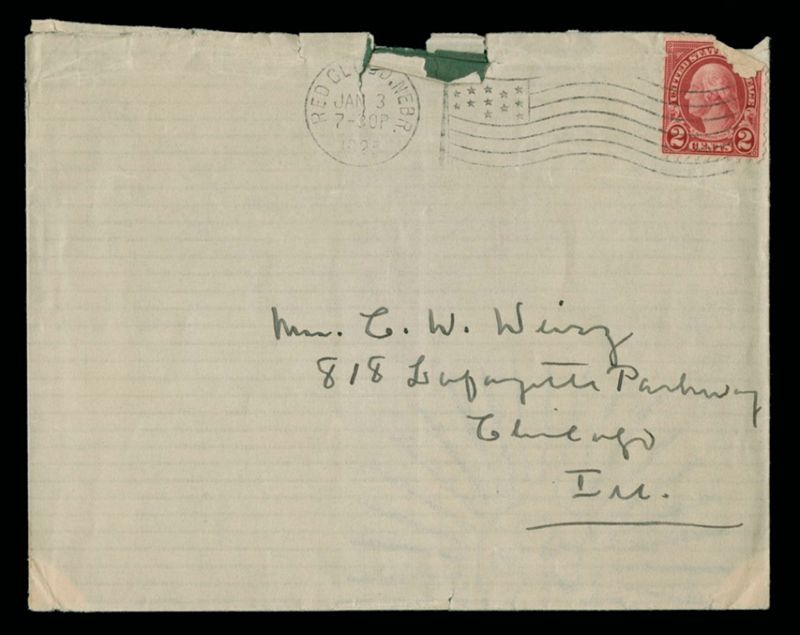 RED CLOUD, NEBR.
JAN 3
7-30P
UNITED STATES
2 CENTS 2
Mrs. C. W. Weisz
818 Lafayette Parkway
Chicago
Ill.